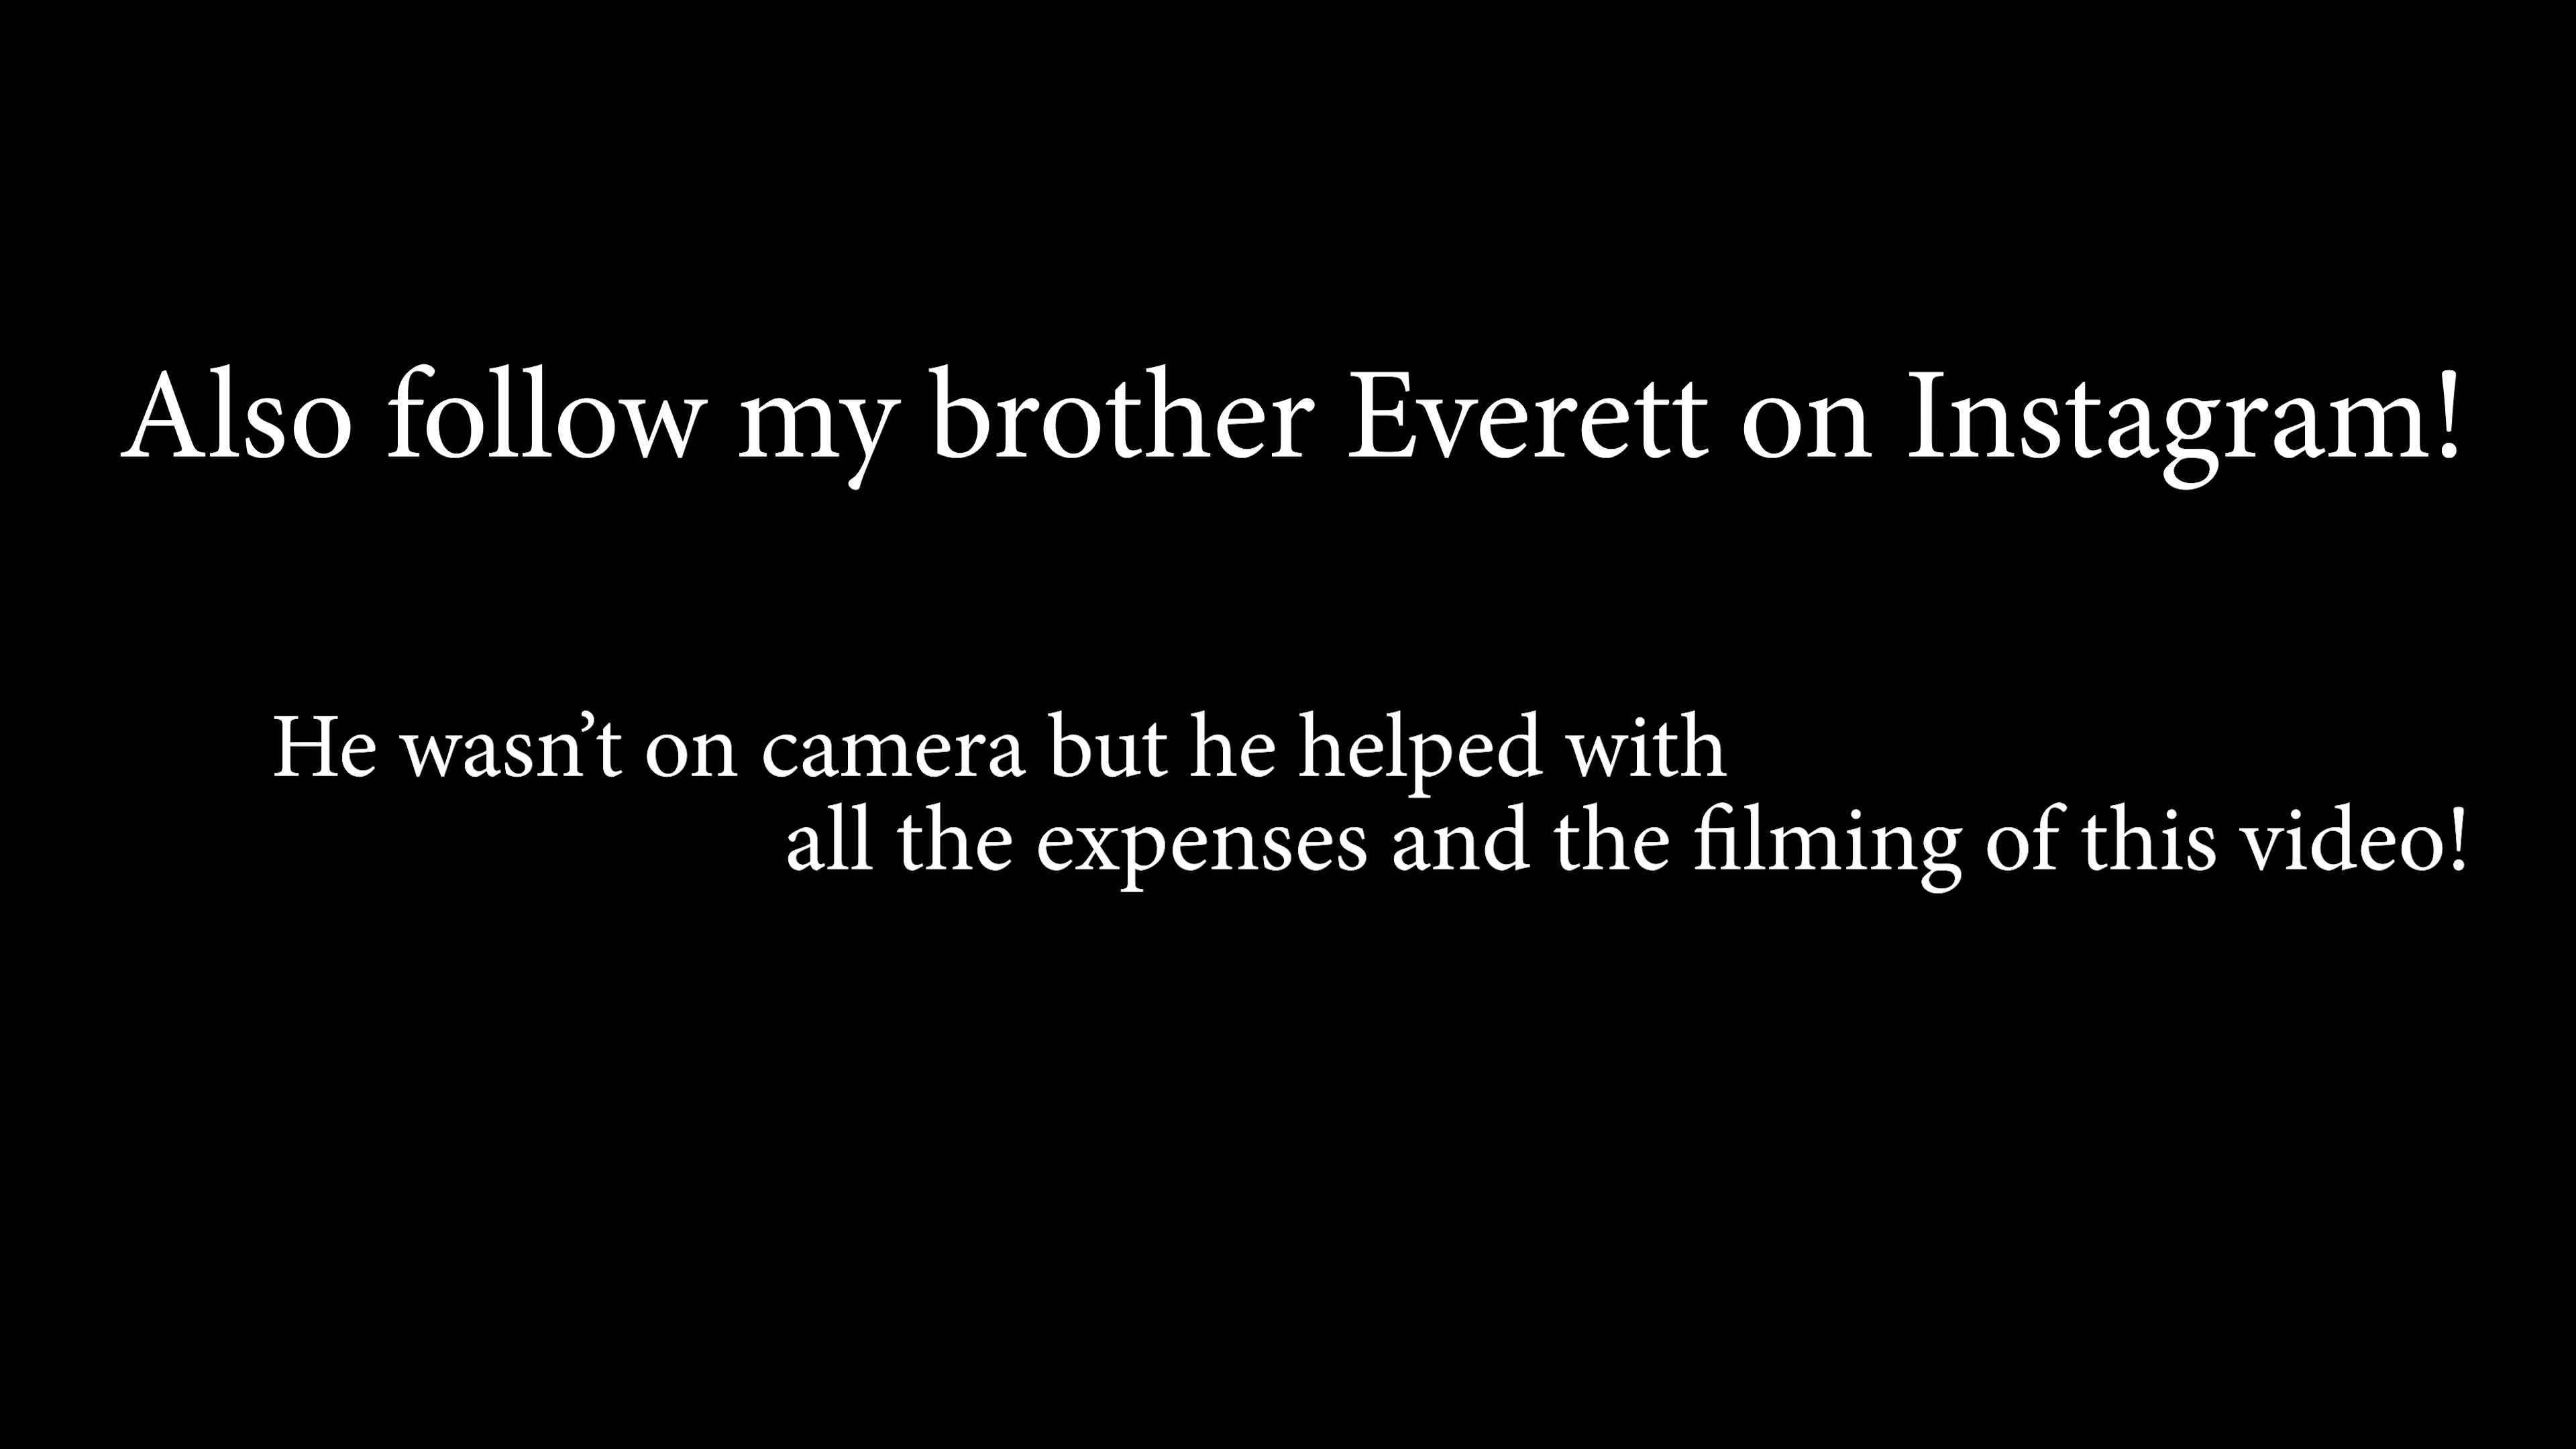 Also follow my brother Everett on Instagram!
He wasn’t on camera but he helped with
all the expenses and the filming of this video!